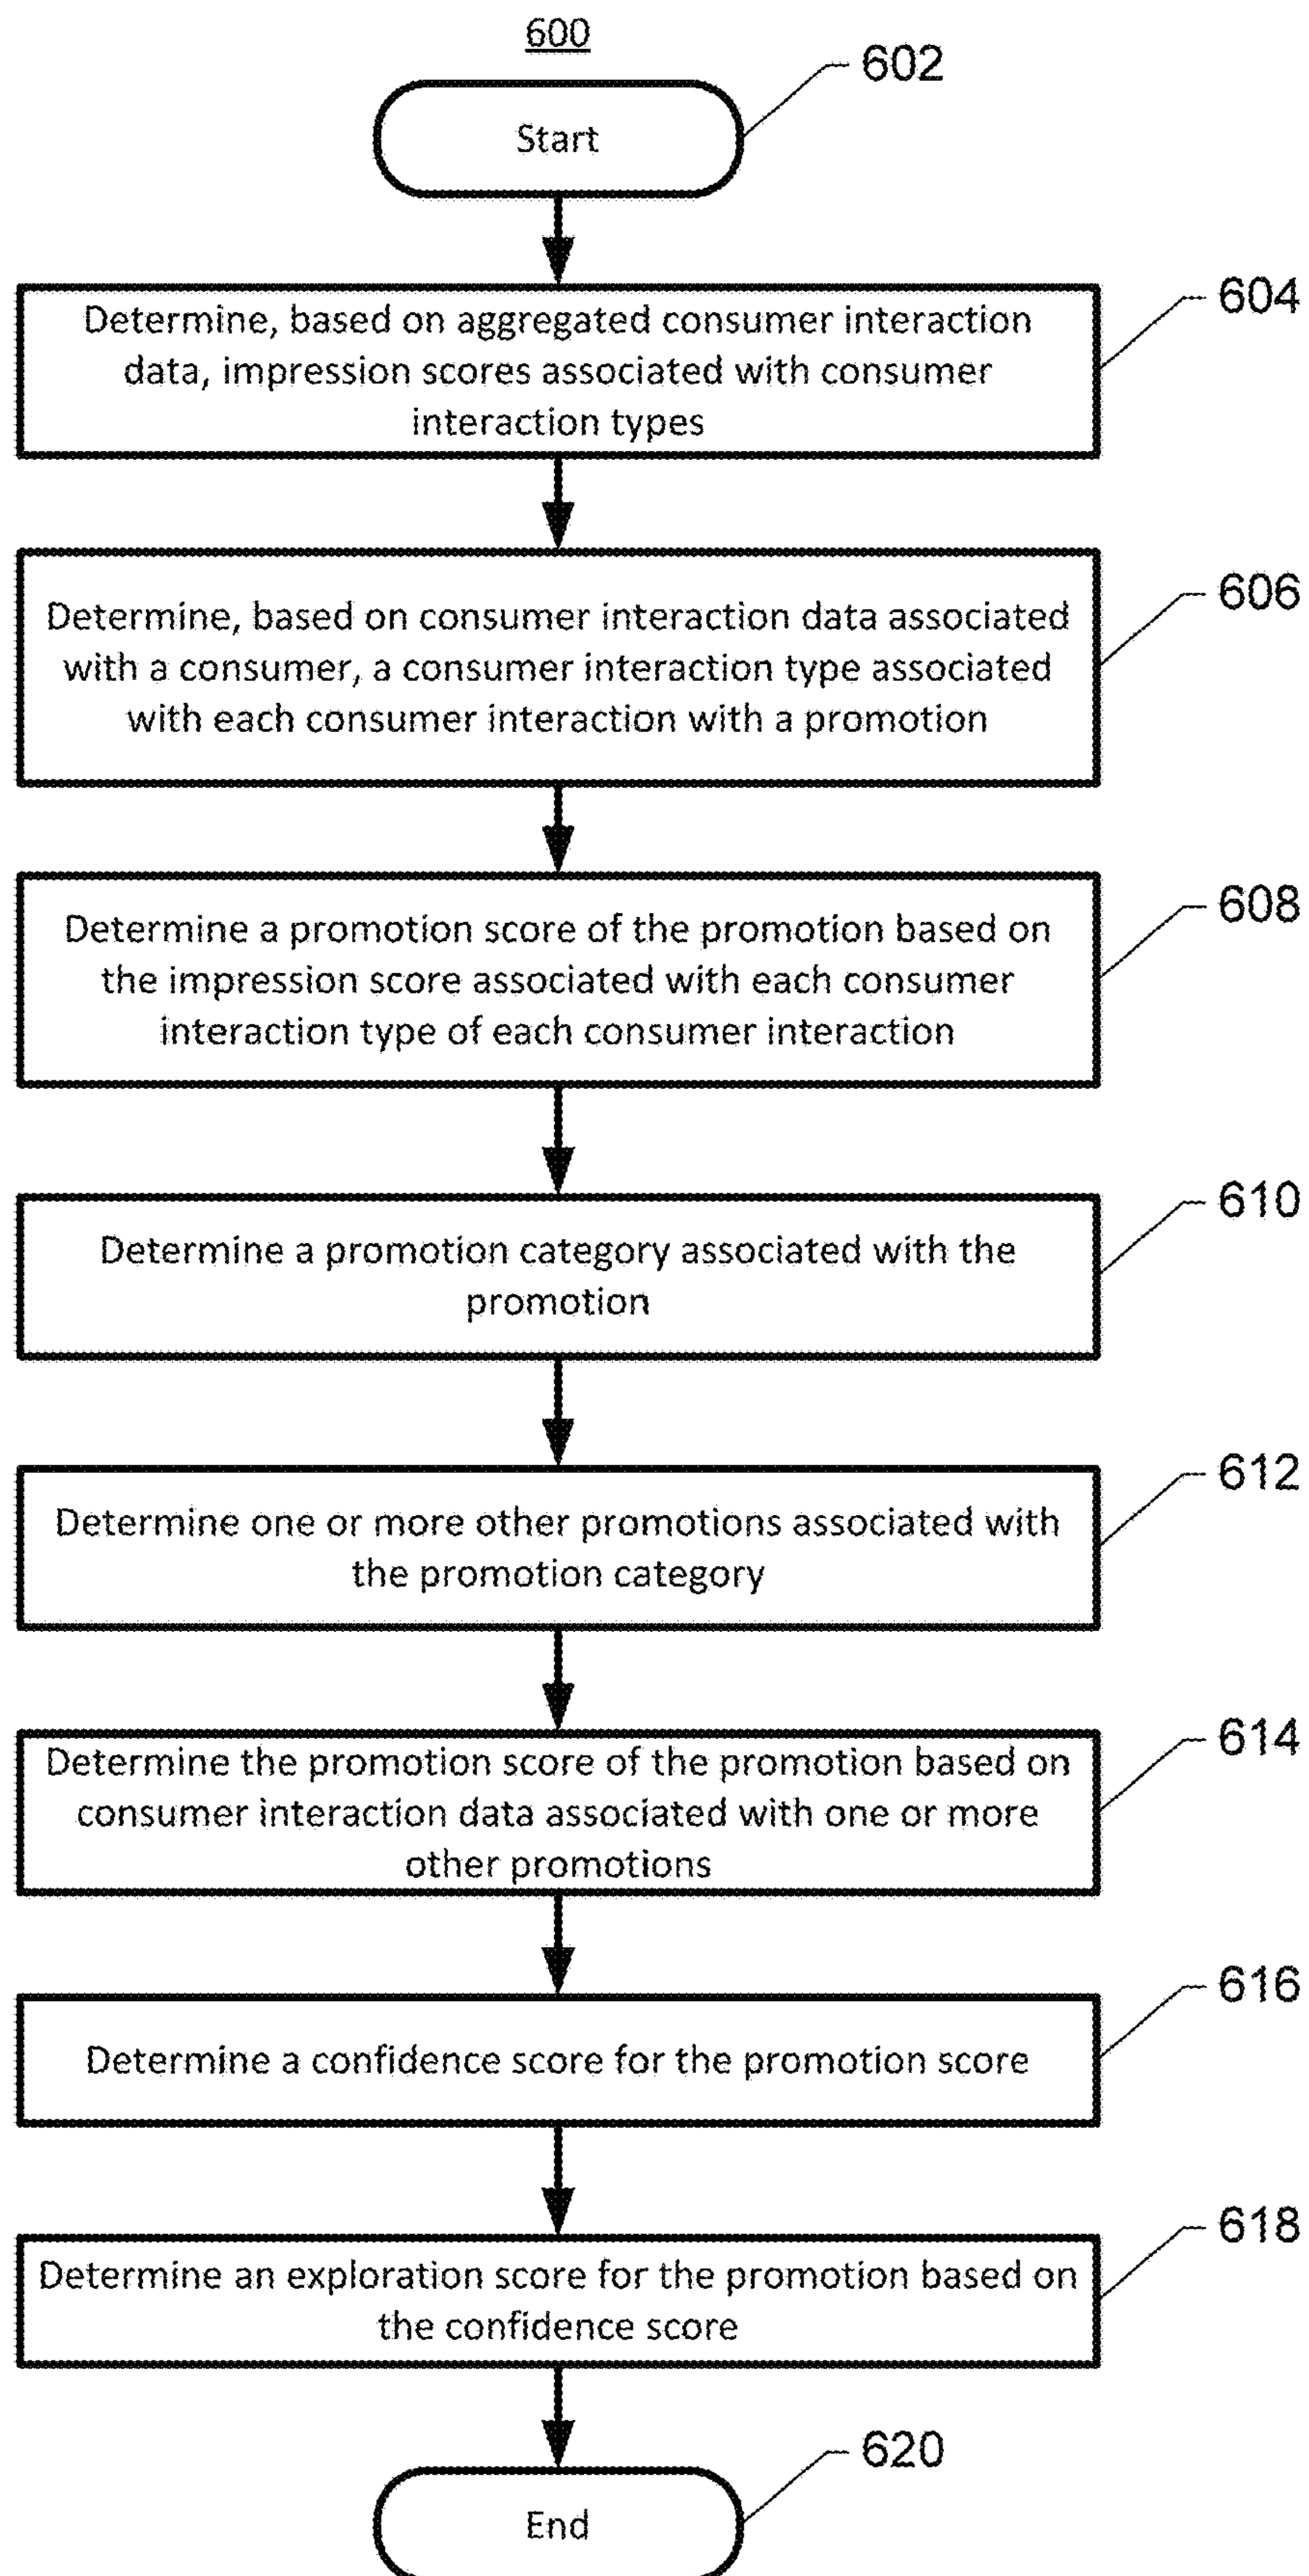 600
602
Start
604
Determine, based on aggregated consumer interaction
data, impression scores associated with consumer
interaction types
606
Determine, based on consumer interaction data associated
with a consumer, a consumer interaction type associated
with each consumer interaction with a promotion
608
Determine a promotion score of the promotion based on
the impression score associated with each consumer
interaction type of each consumer interaction
610
Determine a promotion category associated with the
promotion
612
Determine one or more other promotions associated with
the promotion category
614
Determine the promotion score of the promotion based on
consumer interaction data associated with one or more
other promotions
616
Determine a confidence score for the promotion score
618
Determine an exploration score for the promotion based on
the confidence score
620
End